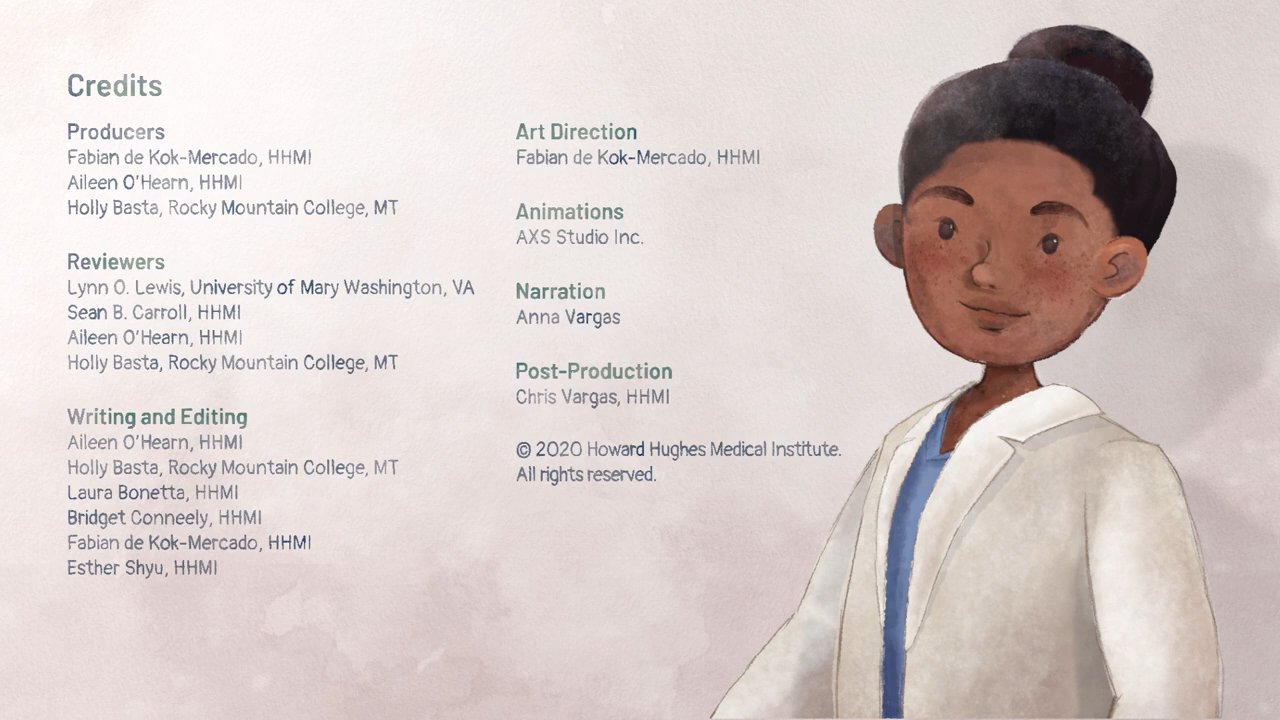 Credits
Producers
Fabian de Kok-Mercado, HHMI
Aileen O'Hearn, HHMI
Holly Basta, Rocky Mountain College, MT
Reviewers
Lynn O. Lewis, University of Mary Washington, VA
Sean B. Carroll, HHMI
Aileen O'Hearn, HHMI
Holly Basta, Rocky Mountain College, MT
Writing and Editing
Aileen O'Hearn, HHMI
Holly Basta, Rocky Mountain College, MT
Laura Bonetta, HHMI
Bridget Conneely, HHMI
Fabian de Kok-Mercado, HHMI
Esther Shyu, HHMI
Art Direction
Fabian de Kok-Mercado, HHMI
Animations
AXS Studio Inc.
Narration
Anna Vargas
Post-Production
Chris Vargas, HHMI
© 2020 Howard Hughes Medical Institute.
All rights reserved.